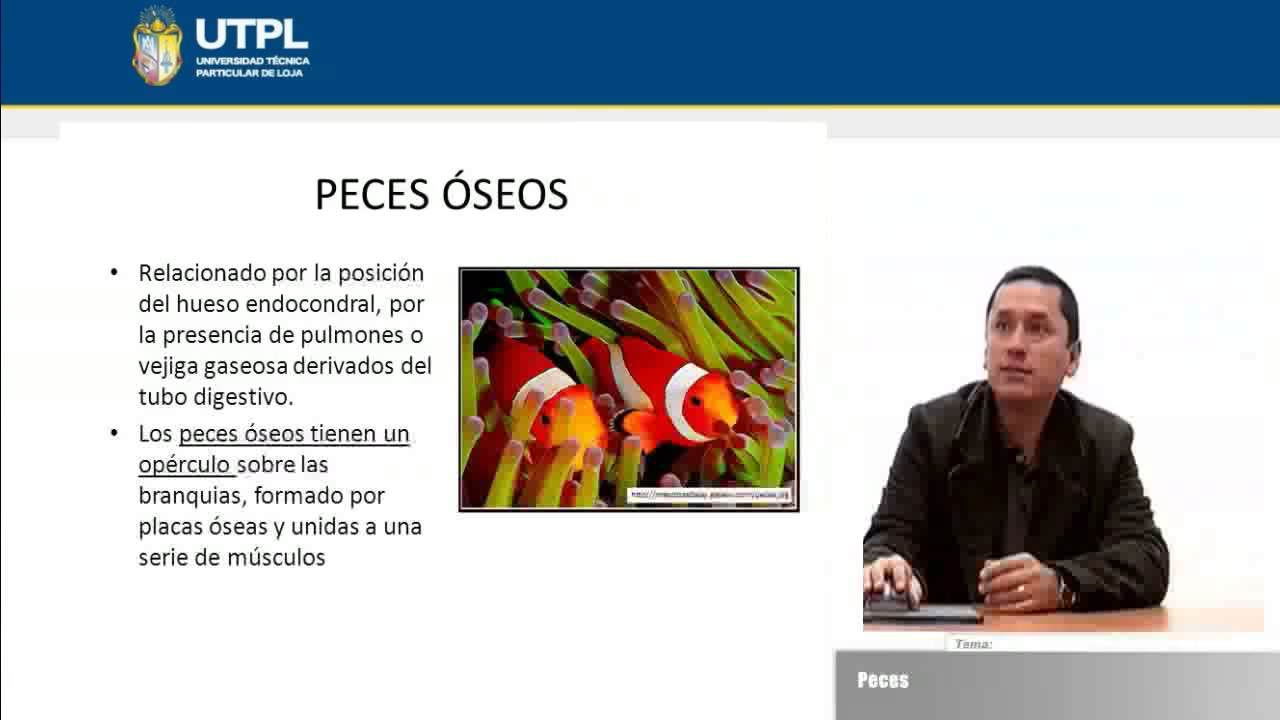 UTPL
UNIVERSIDAD TÉCNICA
PARTICULAR DE LOJA
PECES ÓSEOS
• Relacionado por la posición
del hueso endocondral, por
la presencia de pulmones o
vejiga gaseosa derivados del
tubo digestivo.
• Los peces óseos tienen un
opérculo sobre las
branquias, formado por
placas óseas y unidas a una
serie de músculos
Tema:
Peces